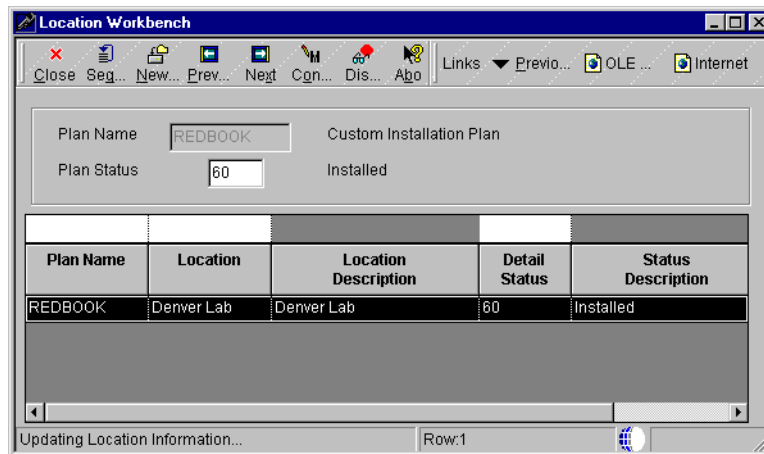 Location Workbench
Close Seq... New... Prev... Next Con... Dis... Abo Links Previo... OLE ... Internet
Plan Name REDBOOK Custom Installation Plan
Plan Status 60 Installed
Plan Name Location Location Description Detail Status Status Description
REDBOOK Denver Lab Denver Lab 60 Installed
Updating Location Information... Row:1